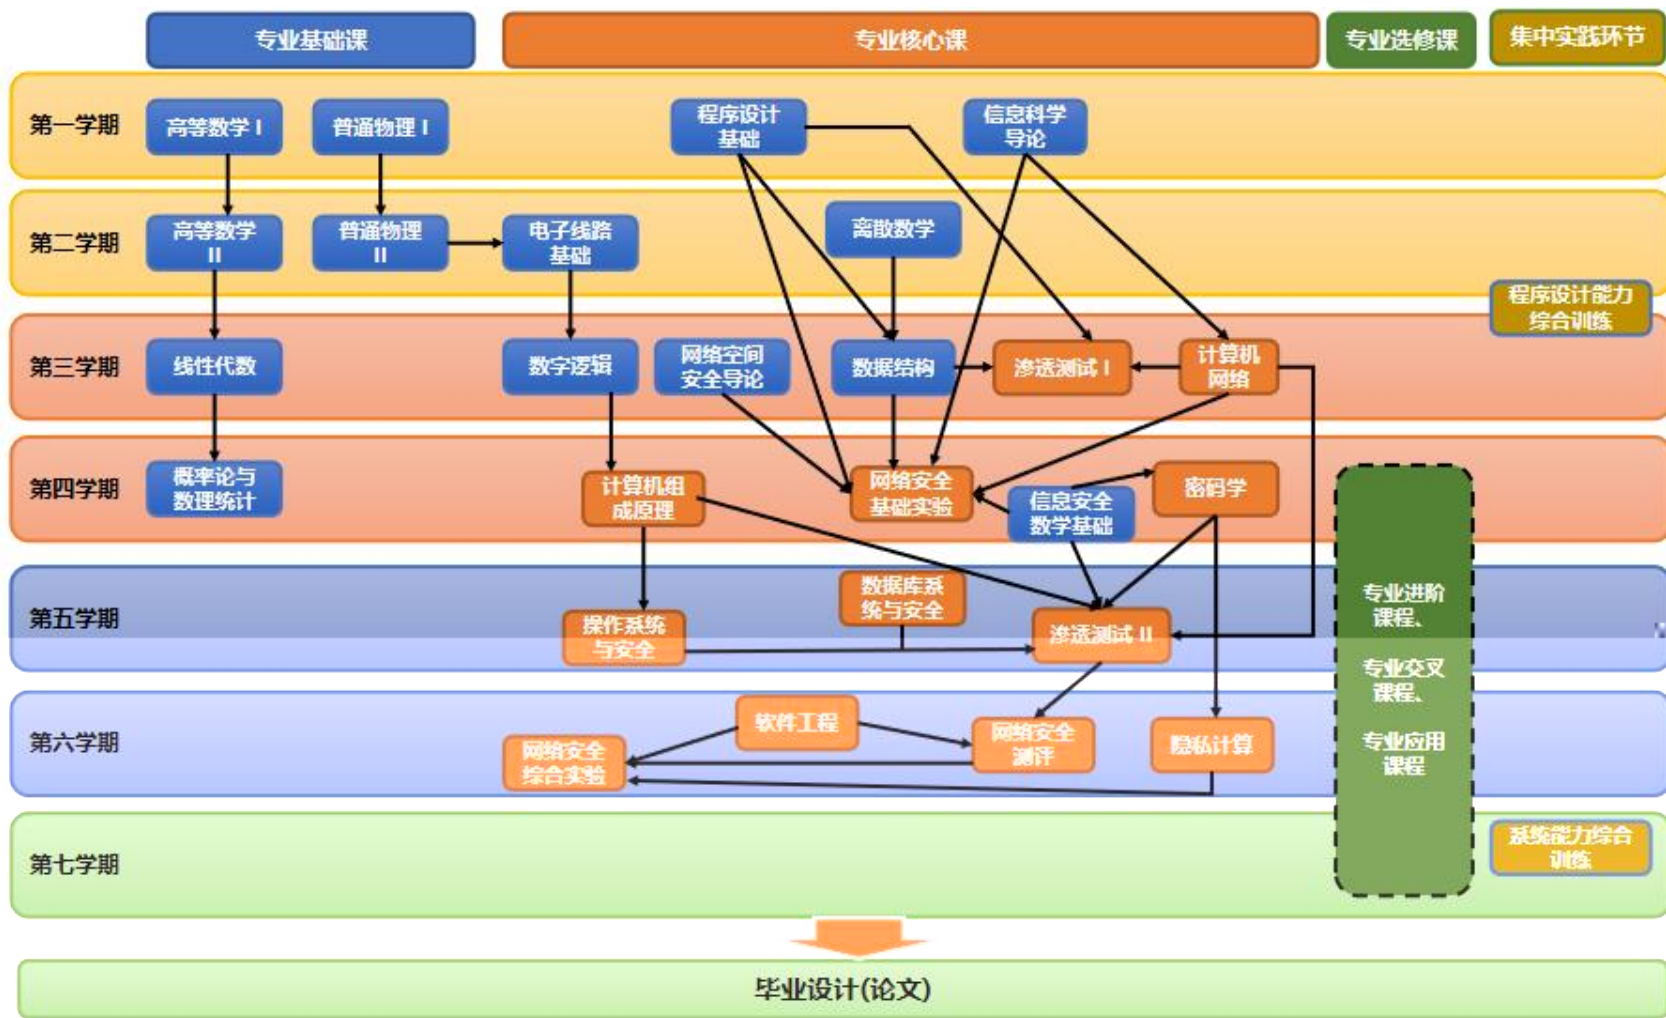 专业基础课
专业核心课
专业选修课
集中实践环节
第一学期
高等数学 I
普通物理 I
程序设计
基础
信息科学
导论
第二学期
高等数学
II
普通物理
II
电子线路
基础
离散数学
程序设计能力
综合训练
第三学期
线性代数
数字逻辑
网络空间
安全导论
数据结构
渗透测试 I
计算机
网络
第四学期
概率论与
数理统计
计算机组
成原理
网络安全
基础实验
信息安全
数学基础
密码学
第五学期
操作系统
与安全
数据库系
统与安全
渗透测试 II
专业进阶
课程、
专业交叉
课程、
专业应用
课程
第六学期
网络安全
综合实验
软件工程
网络安全
测评
隐私计算
第七学期
系统能力综合
训练
毕业设计(论文)